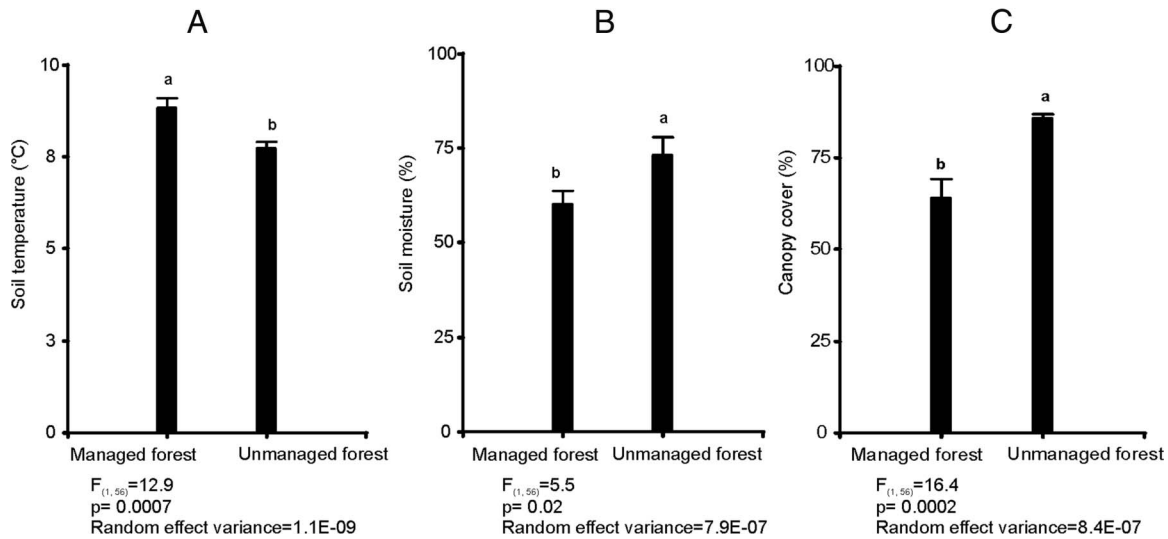 A
10
8
5
3
0
Soil temperature (°C)
a
b
Managed forest
Unmanaged forest
F(1, 56)=12.9
p= 0.0007
Random effect variance=1.1E-09
B
100
75
50
25
0
Soil moisture (%)
b
a
Managed forest
Unmanaged forest
F(1, 56)=5.5
p= 0.02
Random effect variance=7.9E-07
C
100
75
50
25
0
Canopy cover (%)
b
a
Managed forest
Unmanaged forest
F(1, 56)=16.4
p= 0.0002
Random effect variance=8.4E-07